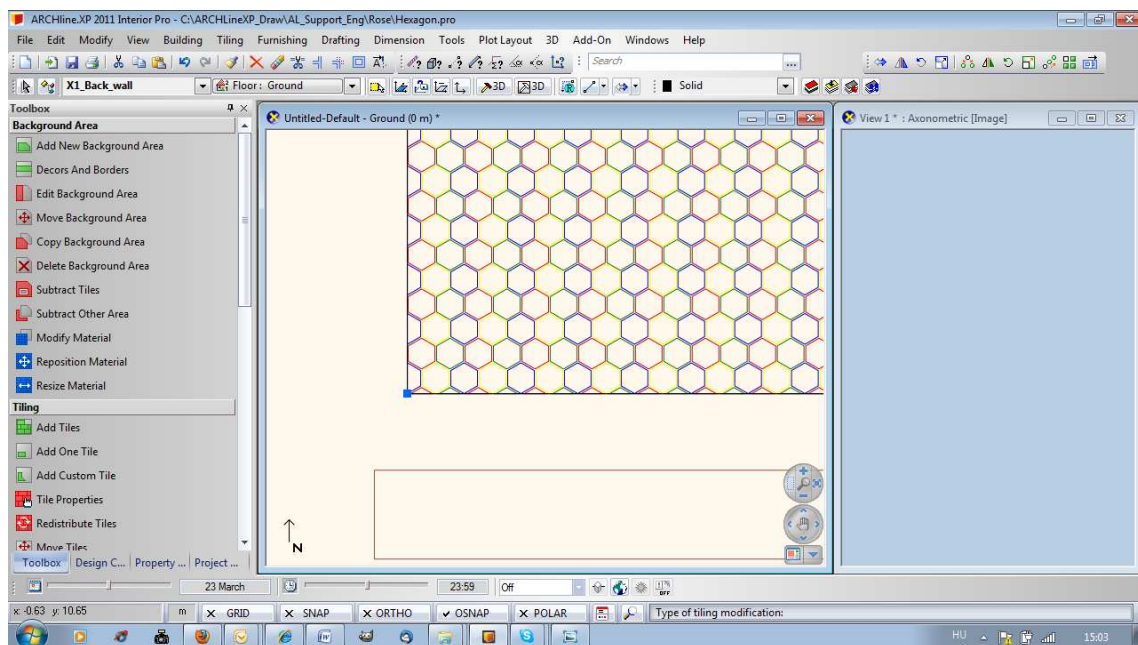 ARCHline.XP 2011 Interior Pro - C:\ARCHLineXP_Draw\AL_Support_Eng\Rose\Hexagon.pro
File Edit Modify View Building Tiling Furnishing Drafting Dimension Tools Plot Layout 3D Add-On Windows Help
Search ...
X1_Back_wall Floor: Ground 3D 3D Solid
Toolbox
Background Area
Add New Background Area
Decors And Borders
Edit Background Area
Move Background Area
Copy Background Area
Delete Background Area
Subtract Tiles
Subtract Other Area
Modify Material
Reposition Material
Resize Material
Tiling
Add Tiles
Add One Tile
Add Custom Tile
Tile Properties
Redistribute Tiles
Move Tiles
Toolbox Design C... Property ... Project ...
Untitled-Default - Ground (0 m) *
N
View 1 * : Axonometric [Image]
23 March 23:59 Off OFF
x: -0.63 y: 10.65 m GRID SNAP ORTHO OSNAP POLAR Type of tiling modification:
HU 15:03